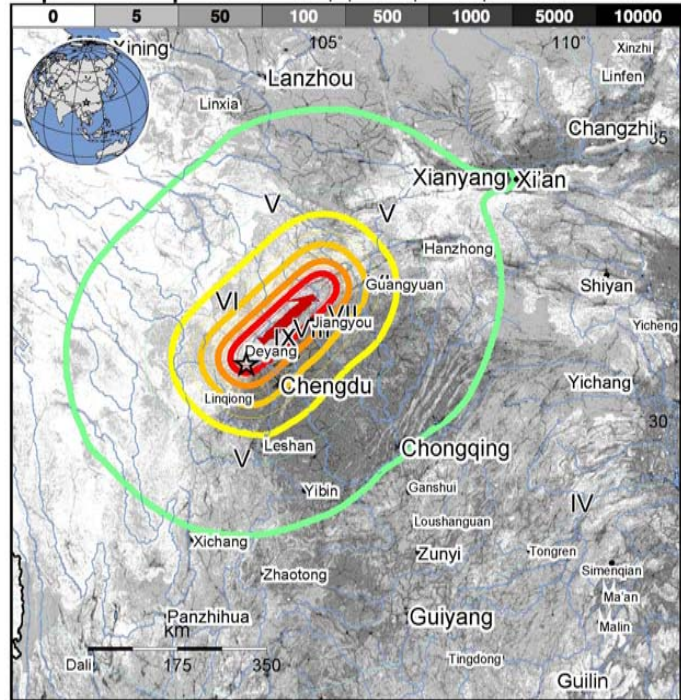 0 5 50 100 500 1000 5000 10000
Xining
105°
110°
Xinzhi
Lanzhou
Linfen
Linxia
Changzhi
35
Xianyang
Xi'an
V
V
Hanzhong
VI
Guangyuan
Shiyan
VII
Jiangyou
VIII
Yicheng
IX
Deyang
Chengdu
Yichang
Linqiong
30
Leshan
Chongqing
V
Yibin
Ganshui
IV
Loushanguan
Xichang
Zunyi
Tongren
Simenqian
Zhaotong
Ma'an
Panzhihua
Guiyang
Malin
km
Dali
175
350
Tingdong
Guilin